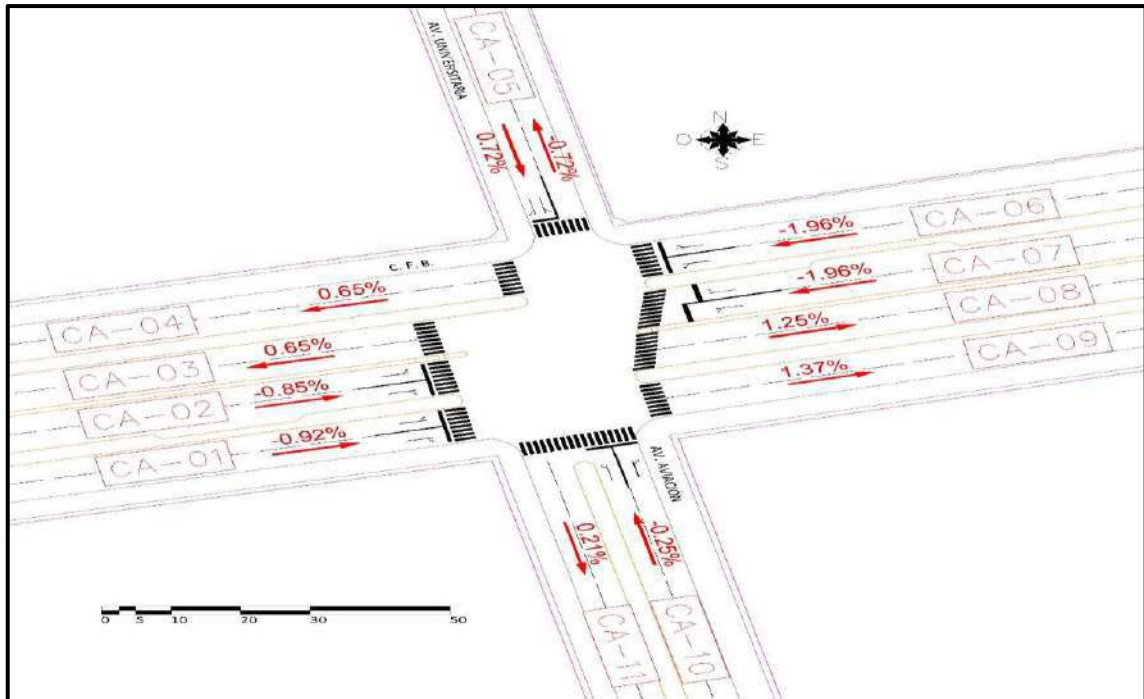 AV. UNIVERSITARIA
CA-05
0.72%
-0.72%
N
O E
S
C. F. B.
-1.96%
CA-06
-1.96%
CA-07
0.65%
CA-04
1.25%
CA-08
0.65%
CA-03
1.37%
CA-09
-0.85%
CA-02
-0.92%
CA-01
AV. AVIACION
0.21%
-0.25%
CA-11
CA-10
0 5 10 20 30 50